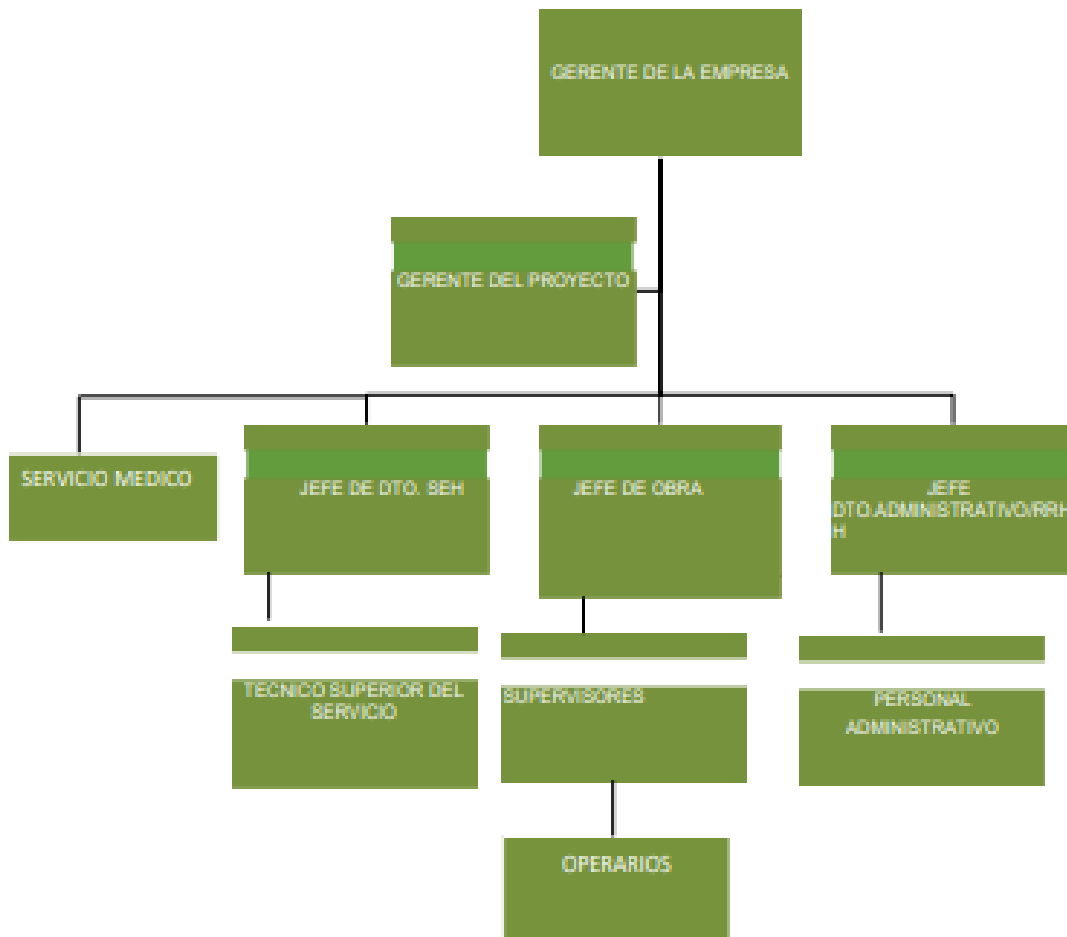 GERENTE DE LA EMPRESA
GERENTE DEL PROYECTO
SERVICIO MEDICO
JEFE DE DTO. SEH
JEFE DE OBRA
JEFE
DTO.ADMINISTRATIVO/RRH
H
TECNICO SUPERIOR DEL
SERVICIO
SUPERVISORES
PERSONAL
ADMINISTRATIVO
OPERARIOS